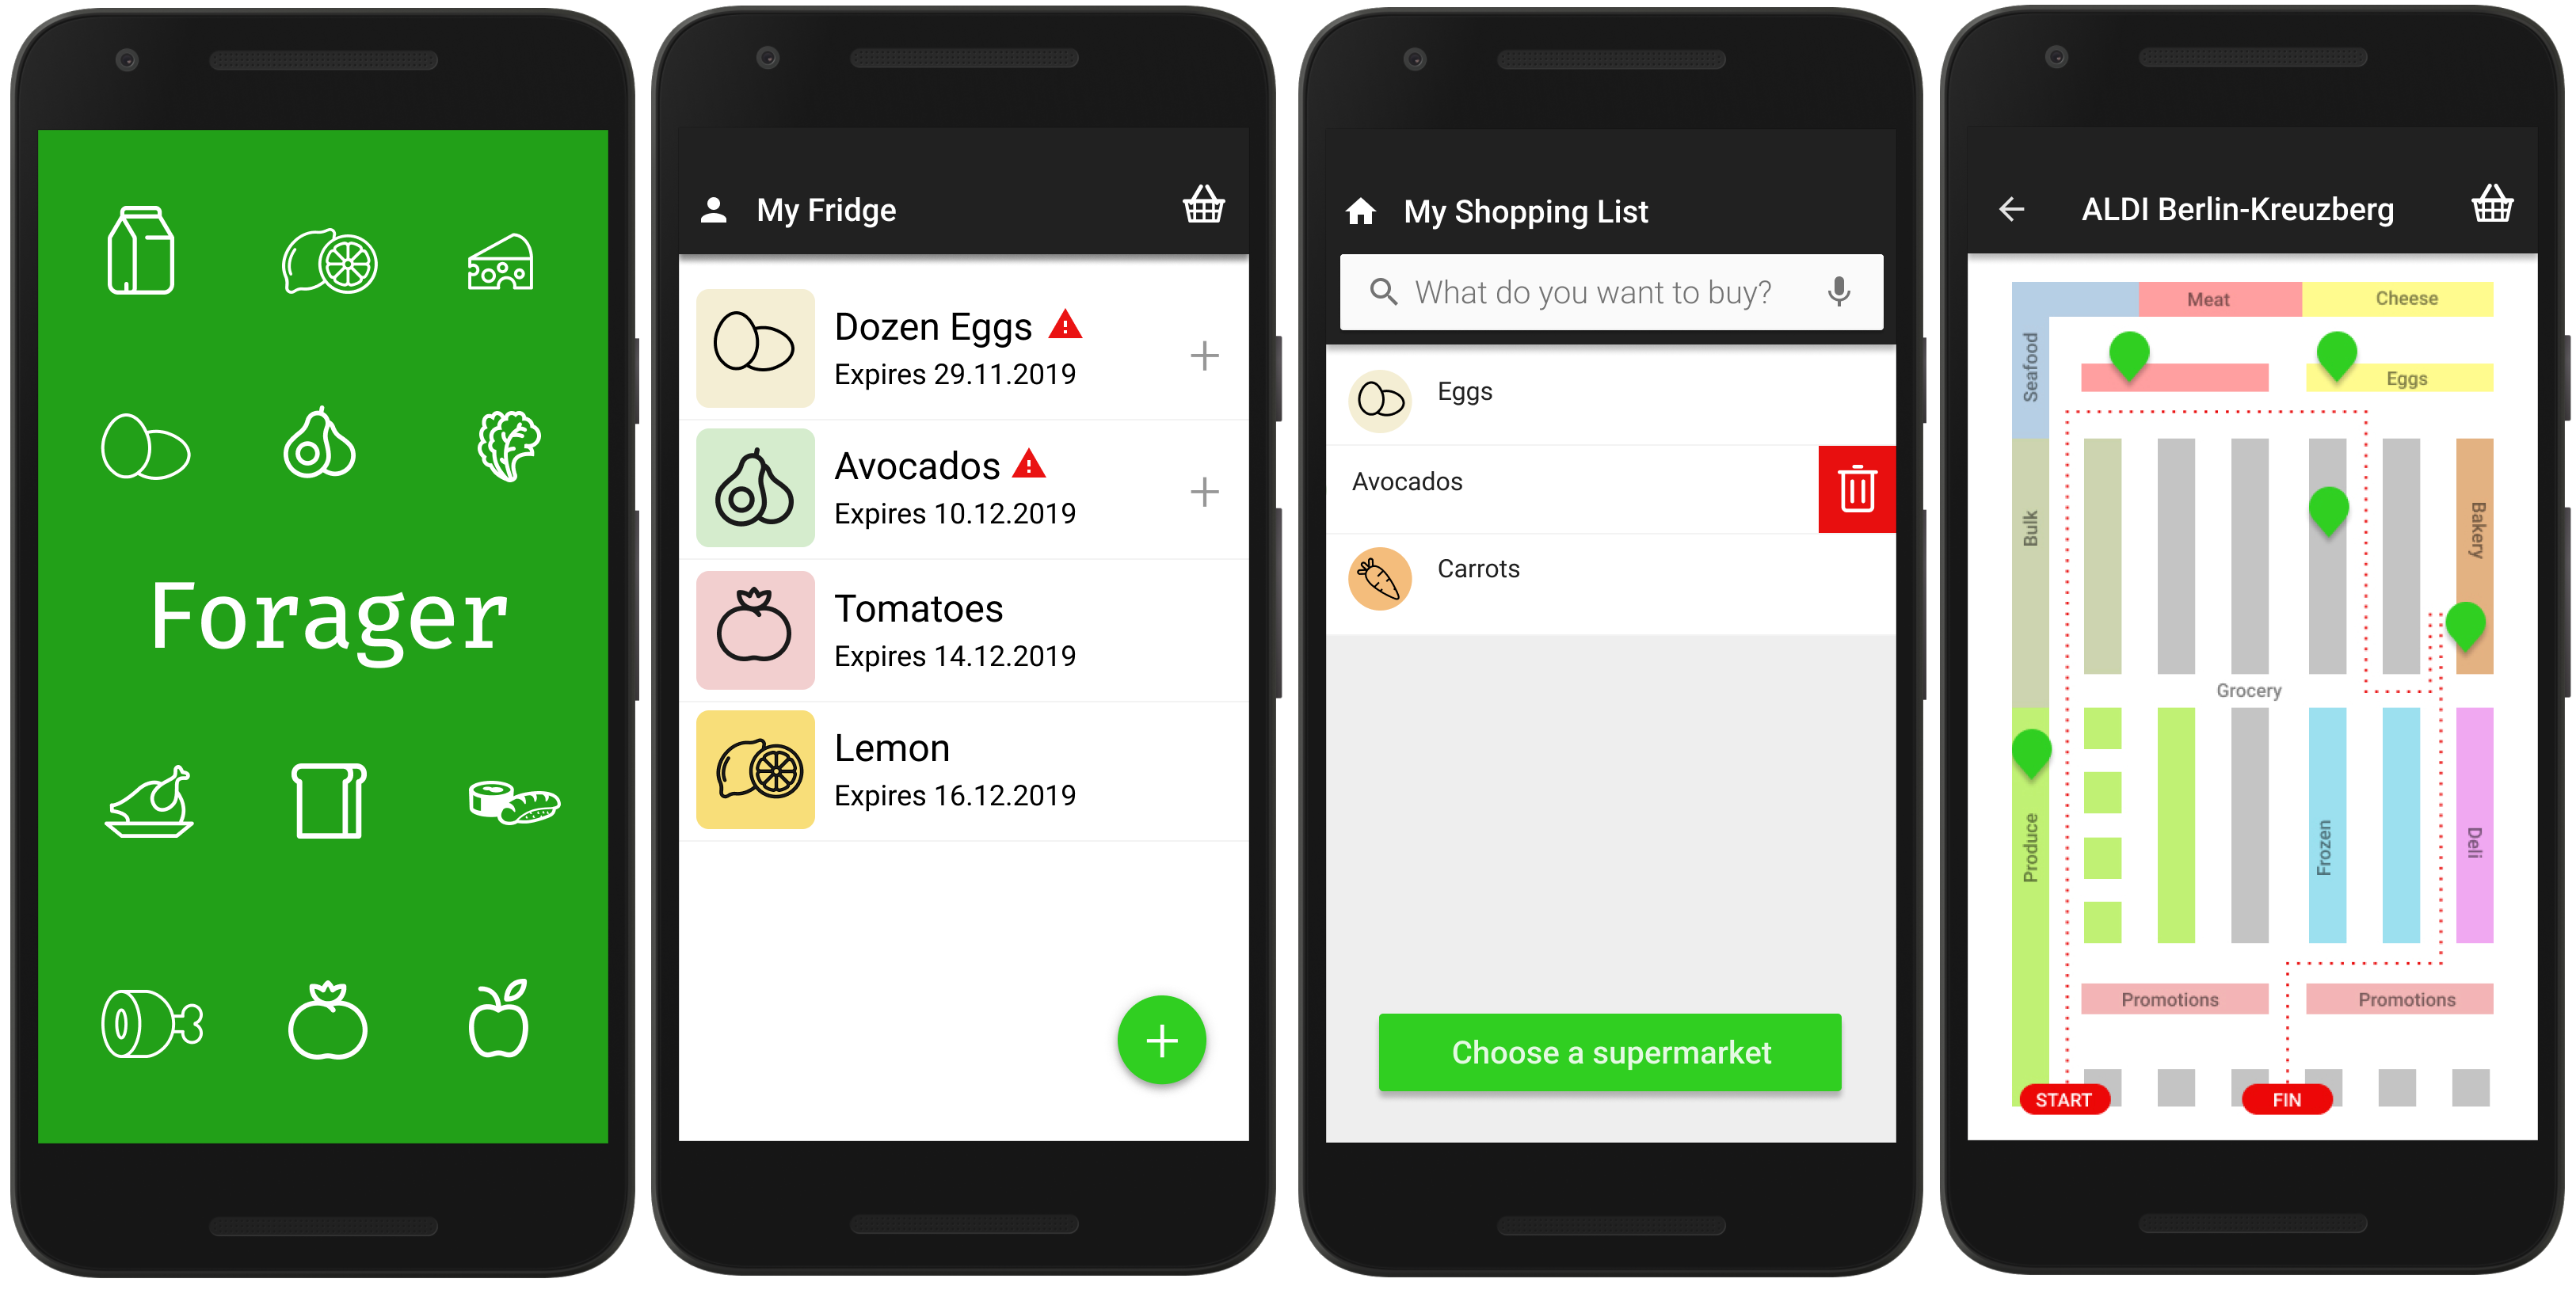 Forager
My Fridge
Dozen Eggs
Expires 29.11.2019
Avocados
Expires 10.12.2019
Tomatoes
Expires 14.12.2019
Lemon
Expires 16.12.2019
My Shopping List
What do you want to buy?
Eggs
Avocados
Carrots
Choose a supermarket
ALDI Berlin-Kreuzberg
Meat
Cheese
Seafood
Eggs
Bulk
Bakery
Grocery
Produce
Frozen
Deli
Promotions
Promotions
START
FIN